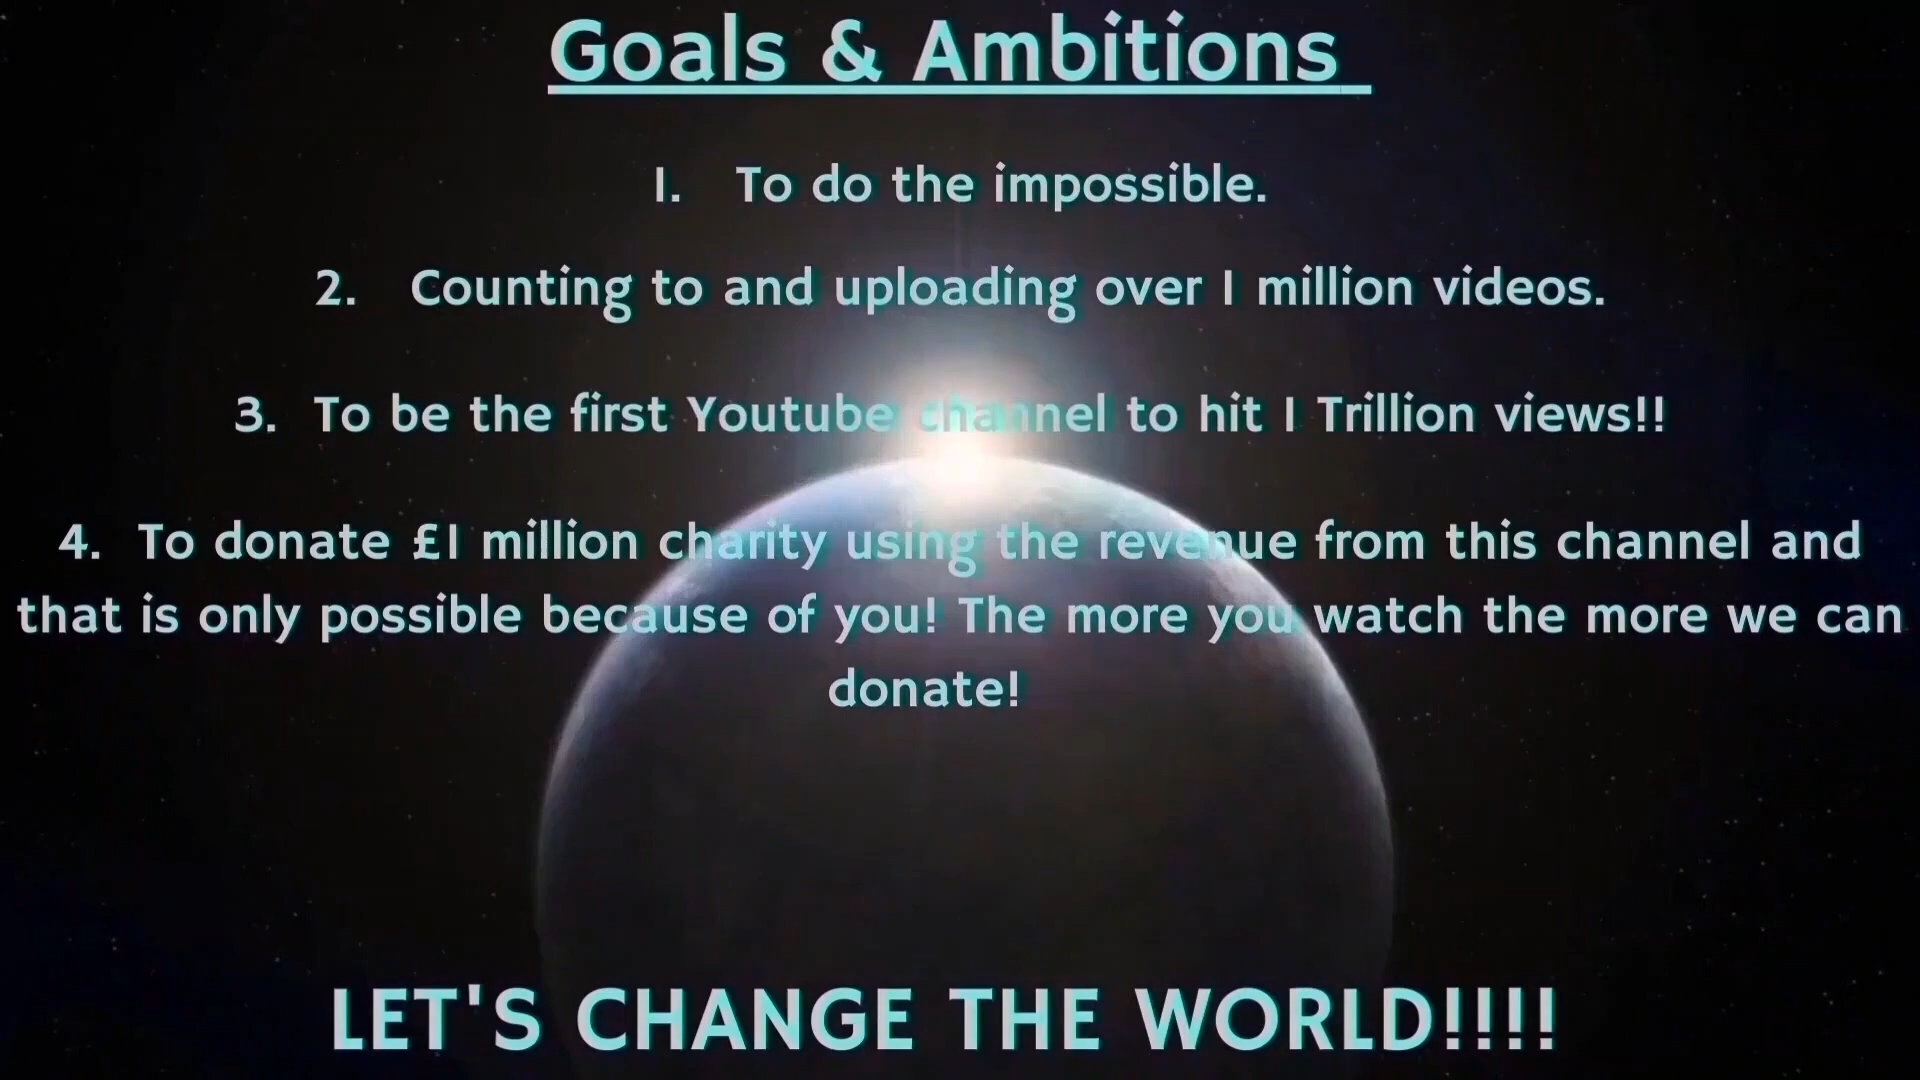 Goals & Ambitions
1. To do the impossible.
2. Counting to and uploading over 1 million videos.
3. To be the first Youtube channel to hit 1 Trillion views!!
4. To donate £1 million charity using the revenue from this channel and
that is only possible because of you! The more you watch the more we can
donate!
LET'S CHANGE THE WORLD!!!!